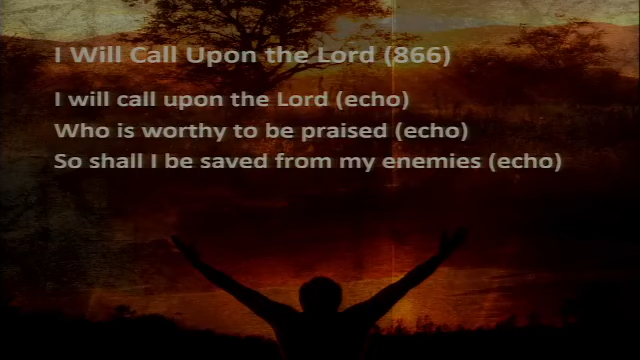 I Will Call Upon the Lord (866)
I will call upon the Lord (echo)
Who is worthy to be praised (echo)
So shall I be saved from my enemies (echo)